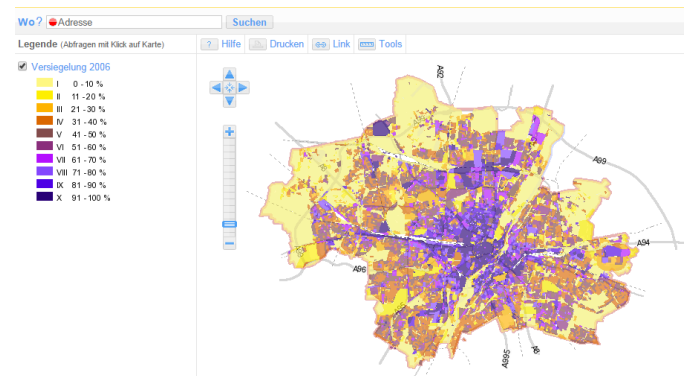 Wo? Adresse Suchen
Legende (Abfragen mit Klick auf Karte) ? Hilfe Drucken Link Tools
Versiegelung 2006
I 0 - 10 %
II 11 - 20 %
III 21 - 30 %
IV 31 - 40 %
V 41 - 50 %
VI 51 - 60 %
VII 61 - 70 %
VIII 71 - 80 %
IX 81 - 90 %
X 91 - 100 %
A92
A99
A94
A96
A995
A8